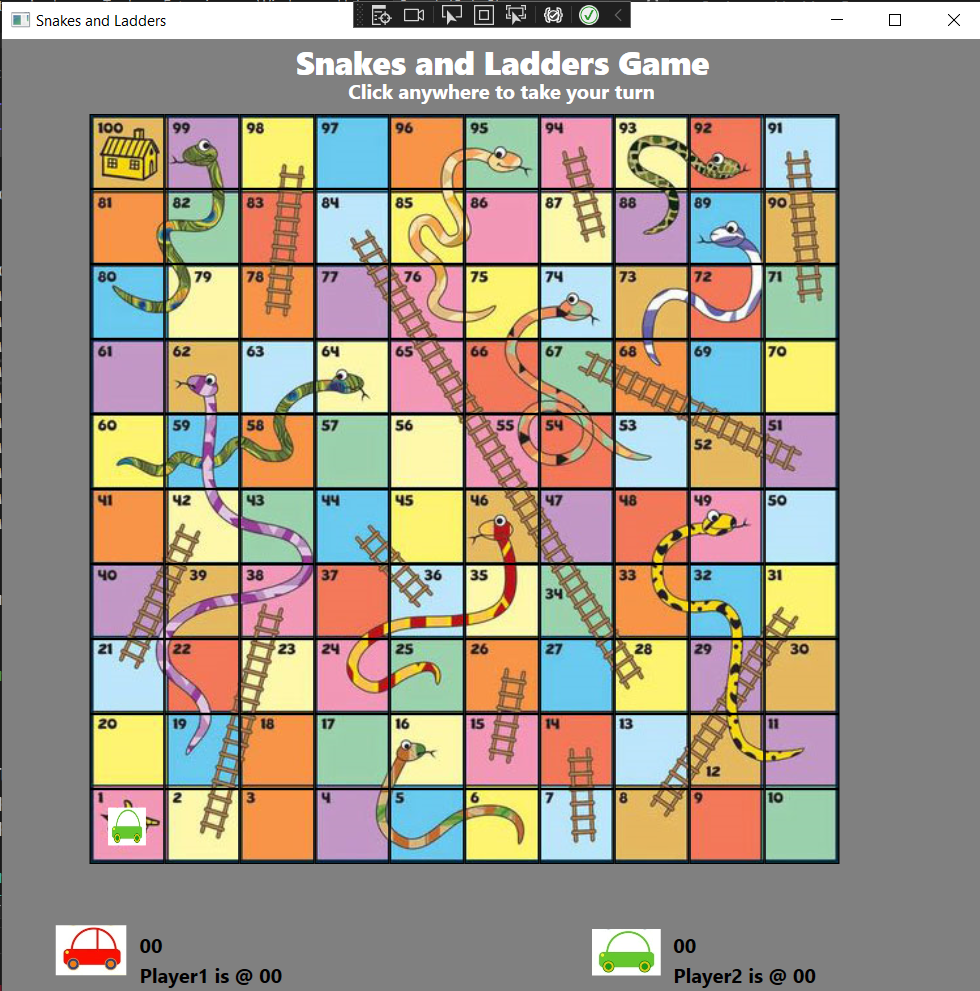 Snakes and Ladders
Snakes and Ladders Game
Click anywhere to take your turn
100 99 98 97 96 95 94 93 92 91
81 82 83 84 85 86 87 88 89 90
80 79 78 77 76 75 74 73 72 71
61 62 63 64 65 66 67 68 69 70
60 59 58 57 56 55 54 53 52 51
41 42 43 44 45 46 47 48 49 50
40 39 38 37 36 35 34 33 32 31
21 22 23 24 25 26 27 28 29 30
20 19 18 17 16 15 14 13 12 11
1 2 3 4 5 6 7 8 9 10
00 00
Player1 is @ 00 Player2 is @ 00